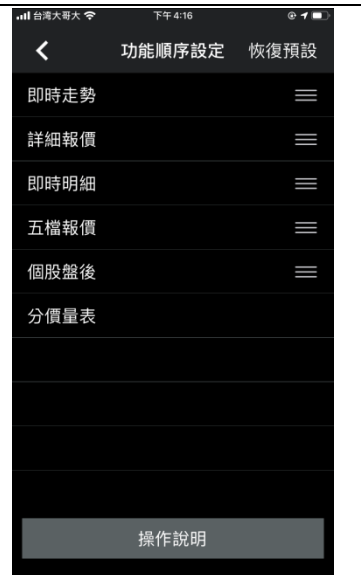 台灣大哥大 下午4:16
功能順序設定 恢復預設
即時走勢
詳細報價
即時明細
五檔報價
個股盤後
分價量表
操作說明